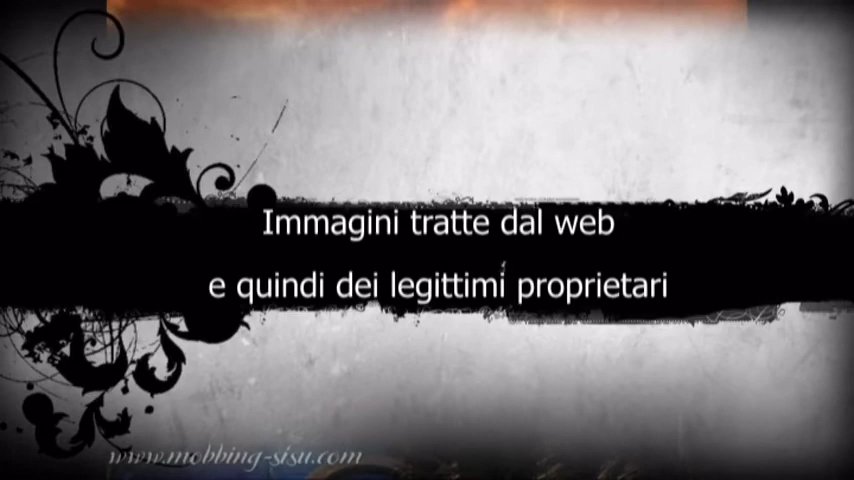 Immagini tratte dal web
e quindi dei legittimi proprietari
www.mobbing-sisu.com